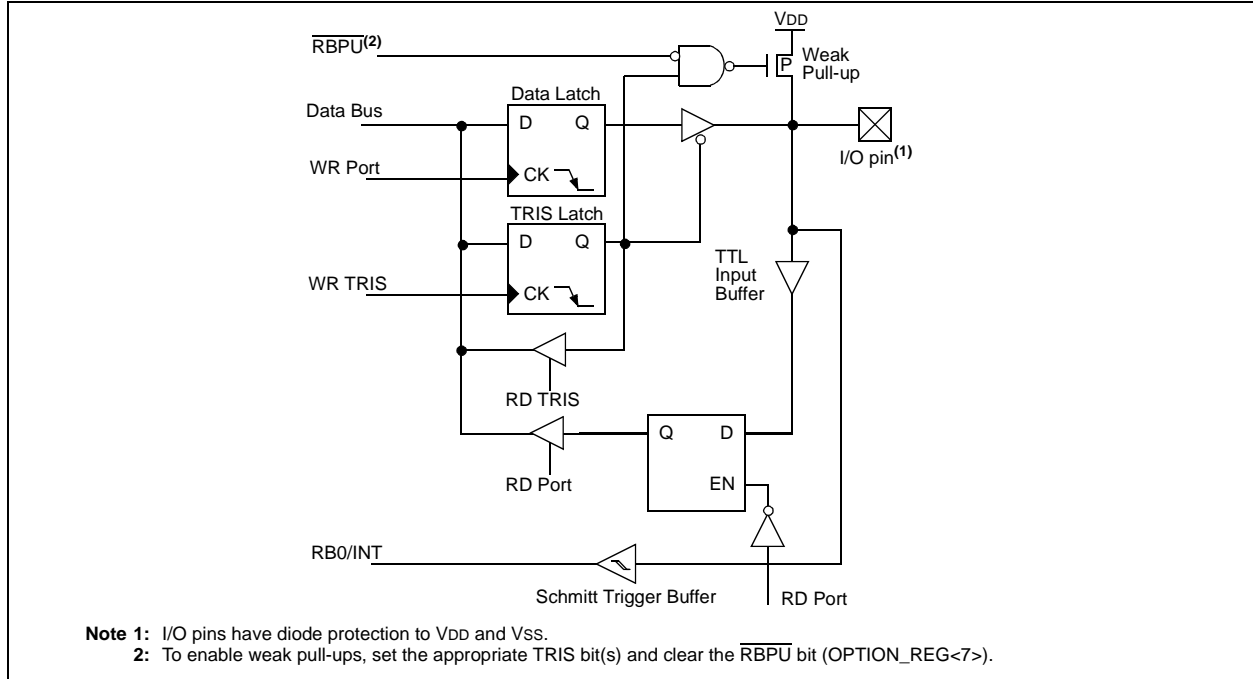 VDD
RBPU(2)
Weak
Pull-up
P
Data Latch
Data Bus
D Q
I/O pin(1)
WR Port
CK
TRIS Latch
D Q
TTL
Input
Buffer
WR TRIS
CK
RD TRIS
Q D
RD Port
EN
RB0/INT
Schmitt Trigger Buffer
RD Port
Note 1: I/O pins have diode protection to VDD and VSS.
2: To enable weak pull-ups, set the appropriate TRIS bit(s) and clear the RBPU bit (OPTION_REG<7>).